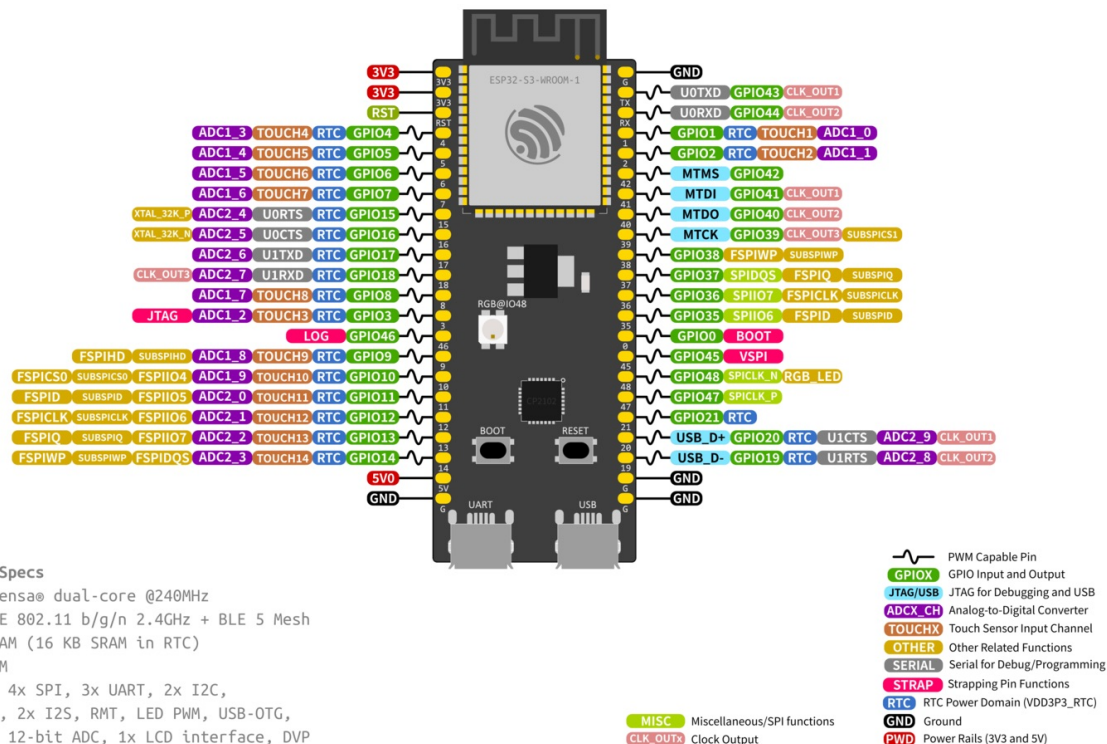 ESP32-S3-WROOM-1
3V3 3V3 G GND
3V3 3V3 TX U0TXD GPIO43 CLK_OUT1
RST RST RX U0RXD GPIO44 CLK_OUT2
ADC1_3 TOUCH4 RTC GPIO4 4 1 GPIO1 RTC TOUCH1 ADC1_0
ADC1_4 TOUCH5 RTC GPIO5 5 2 GPIO2 RTC TOUCH2 ADC1_1
ADC1_5 TOUCH6 RTC GPIO6 6 42 MTMS GPIO42
ADC1_6 TOUCH7 RTC GPIO7 7 41 MTDI GPIO41 CLK_OUT1
XTAL_32K_P ADC2_4 U0RTS RTC GPIO15 15 40 MTDO GPIO40 CLK_OUT2
XTAL_32K_N ADC2_5 U0CTS RTC GPIO16 16 39 MTCK GPIO39 CLK_OUT3 SUBSPICS1
ADC2_6 U1TXD RTC GPIO17 17 38 GPIO38 FSPIWP SUBSPIWP
CLK_OUT3 ADC2_7 U1RXD RTC GPIO18 18 37 GPIO37 SPIDQS FSPIQ SUBSPIQ
ADC1_7 TOUCH8 RTC GPIO8 8 36 GPIO36 SPIIO7 FSPICLK SUBSPICLK
RGB@IO48
JTAG ADC1_2 TOUCH3 RTC GPIO3 3 35 GPIO35 SPIIO6 FSPID SUBSPID
LOG GPIO46 46 0 GPIO0 BOOT
FSPIHD SUBSPIHD ADC1_8 TOUCH9 RTC GPIO9 9 45 GPIO45 VSPI
FSPICS0 SUBSPICS0 FSPIIO4 ADC1_9 TOUCH10 RTC GPIO10 10 48 GPIO48 SPICLK_N RGB_LED
FSPID SUBSPID FSPIIO5 ADC2_0 TOUCH11 RTC GPIO11 11 47 GPIO47 SPICLK_P
CP2102
FSPICLK SUBSPICLK FSPIIO6 ADC2_1 TOUCH12 RTC GPIO12 12 21 GPIO21 RTC
BOOT RESET
FSPIQ SUBSPIQ FSPIIO7 ADC2_2 TOUCH13 RTC GPIO13 13 20 USB_D+ GPIO20 RTC U1CTS ADC2_9 CLK_OUT1
FSPIWP SUBSPIWP FSPIDQS ADC2_3 TOUCH14 RTC GPIO14 14 19 USB_D- GPIO19 RTC U1RTS ADC2_8 CLK_OUT2
5V0 5V G GND
GND G G GND
UART USB
Specs
ensa® dual-core @240MHz
E 802.11 b/g/n 2.4GHz + BLE 5 Mesh
AM (16 KB SRAM in RTC)
M
4x SPI, 3x UART, 2x I2C,
, 2x I2S, RMT, LED PWM, USB-OTG,
12-bit ADC, 1x LCD interface, DVP
MISC Miscellaneous/SPI functions
CLK_OUTx Clock Output
PWM Capable Pin
GPIOX GPIO Input and Output
JTAG/USB JTAG for Debugging and USB
ADCX_CH Analog-to-Digital Converter
TOUCHX Touch Sensor Input Channel
OTHER Other Related Functions
SERIAL Serial for Debug/Programming
STRAP Strapping Pin Functions
RTC RTC Power Domain (VDD3P3_RTC)
GND Ground
PWD Power Rails (3V3 and 5V)